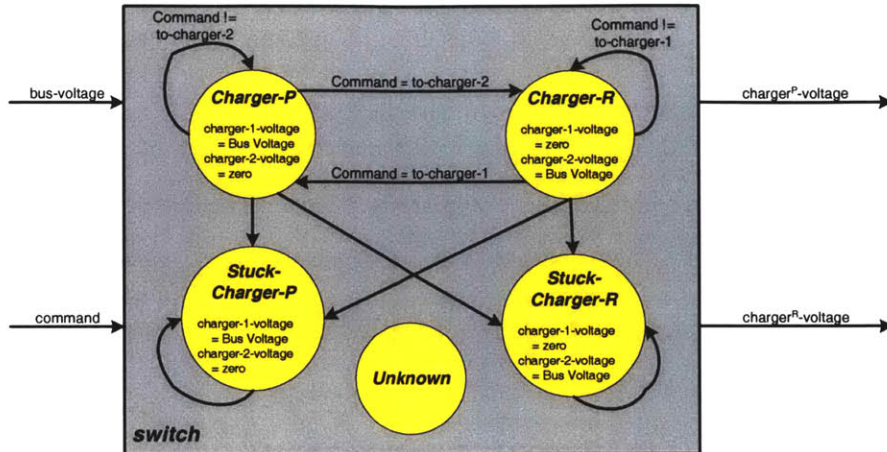 Command !=
to-charger-2
Command !=
to-charger-1
bus-voltage
Charger-P
charger-1-voltage
= Bus Voltage
charger-2-voltage
= zero
Command = to-charger-2
Charger-R
charger-1-voltage
= zero
charger-2-voltage
= Bus Voltage
chargerᴾ-voltage
Command = to-charger-1
Stuck-
Charger-P
charger-1-voltage
= Bus Voltage
charger-2-voltage
= zero
Stuck-
Charger-R
charger-1-voltage
= zero
charger-2-voltage
= Bus Voltage
command
chargerᴿ-voltage
Unknown
switch